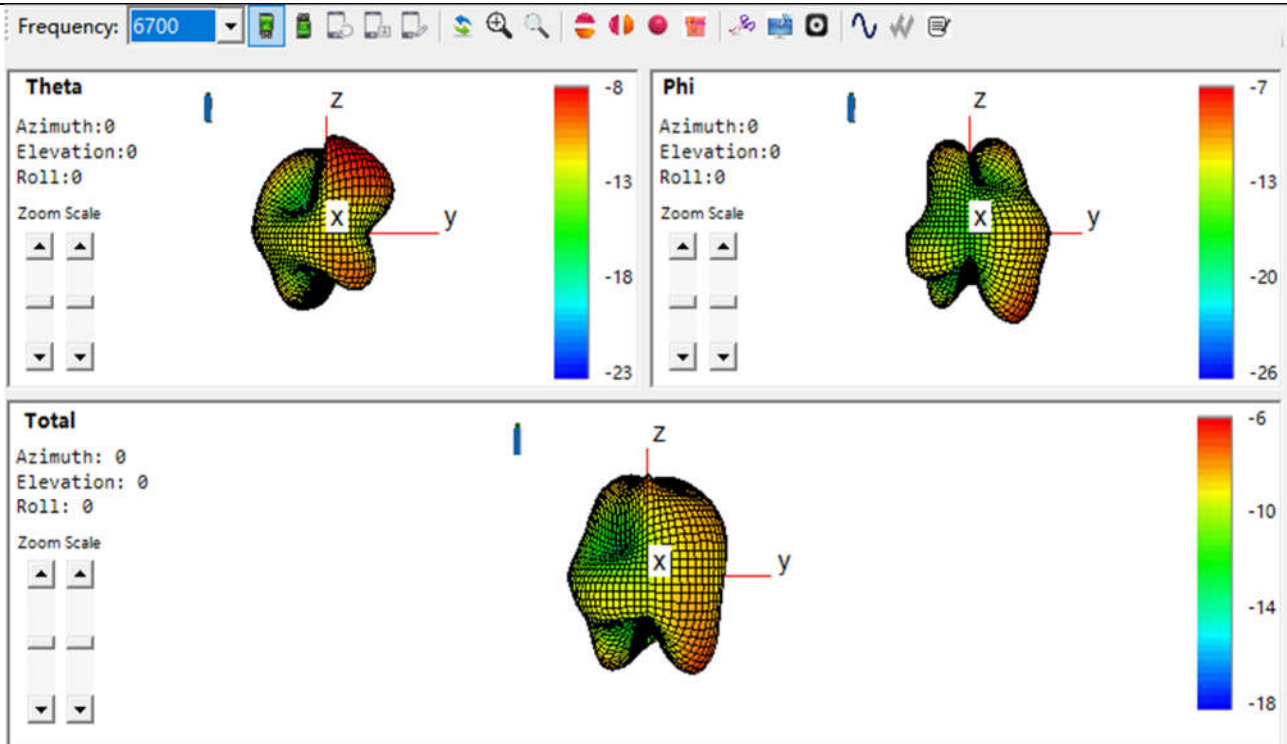 Frequency: 6700
Theta
Azimuth:0
Elevation:0
Roll:0
Zoom Scale
z
x
y
-8
-13
-18
-23
Phi
Azimuth:0
Elevation:0
Roll:0
Zoom Scale
z
x
y
-7
-13
-20
-26
Total
Azimuth: 0
Elevation: 0
Roll: 0
Zoom Scale
z
x
y
-6
-10
-14
-18